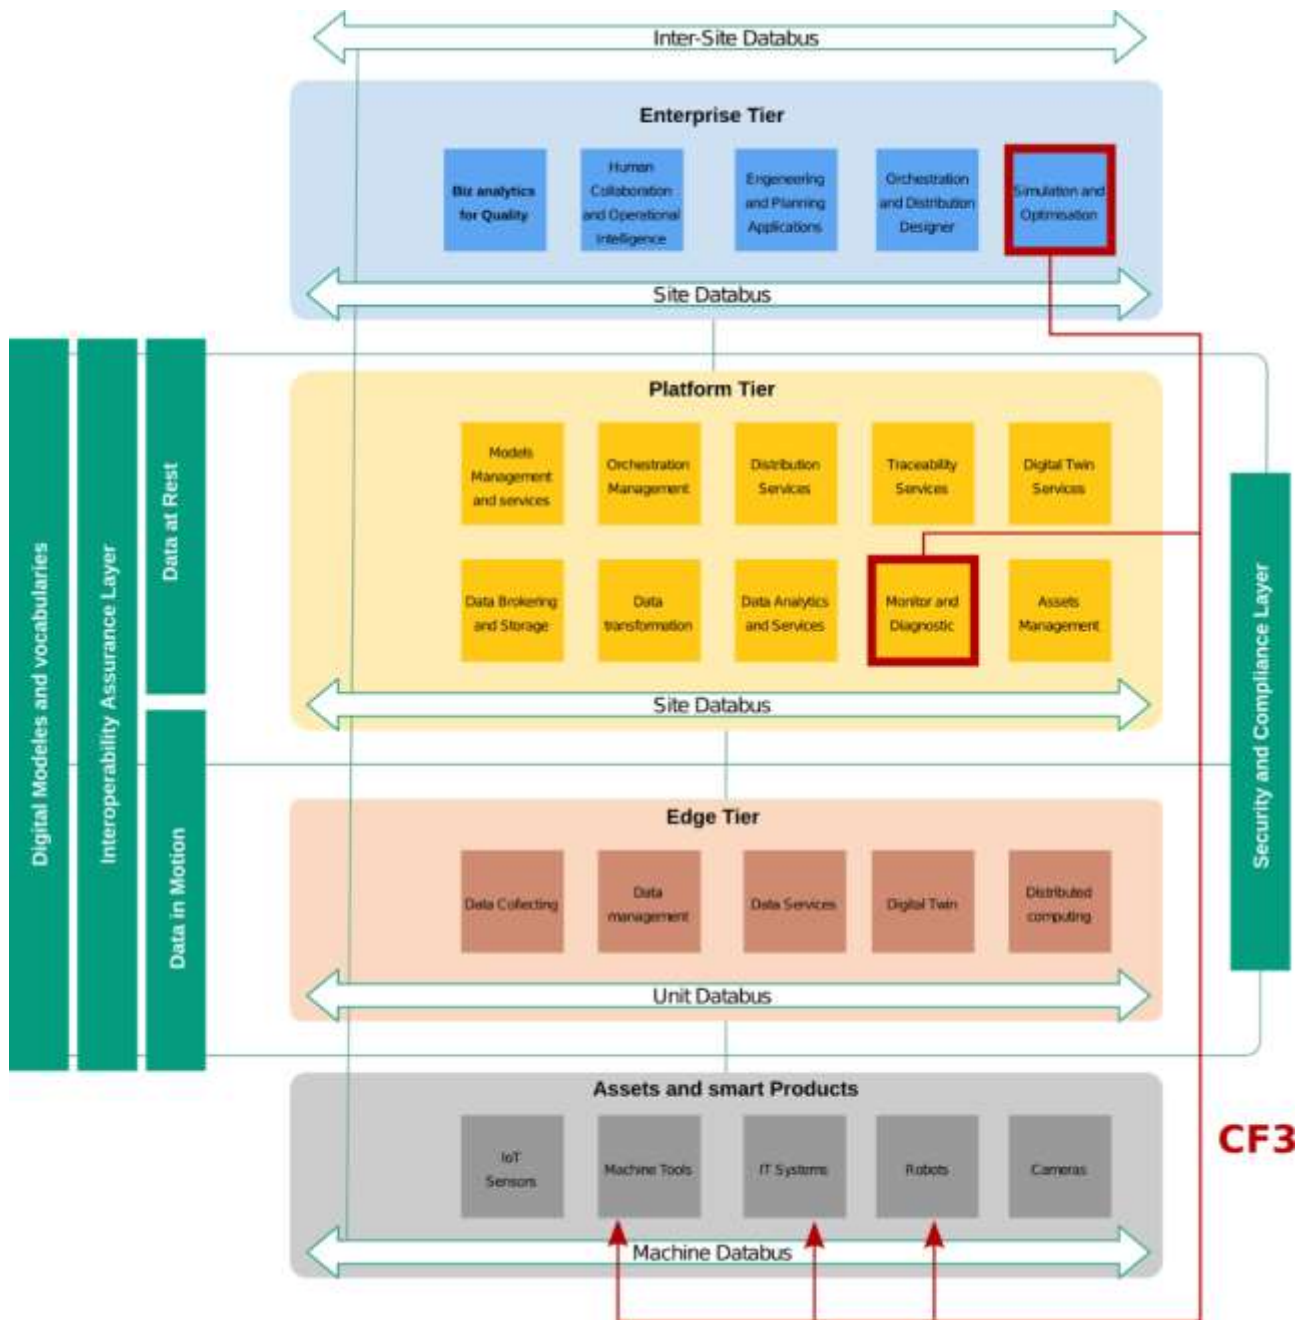 Inter-Site Databus
Enterprise Tier
Biz analytics
for Quality
Human
Collaboration
and Operational
Intelligence
Engeneering
and Planning
Applications
Orchestration
and Distribution
Designer
Simulation and
Optimisation
Site Databus
Digital Modeles and vocabularies
Interoperability Assurance Layer
Data at Rest
Data in Motion
Platform Tier
Models
Management
and services
Orchestration
Management
Distribution
Services
Traceability
Services
Digital Twin
Services
Data Brokering
and Storage
Data
transformation
Data Analytics
and Services
Monitor and
Diagnostic
Assets
Management
Site Databus
Security and Compliance Layer
Edge Tier
Data Collecting
Data
management
Data Services
Digital Twin
Distributed
computing
Unit Databus
Assets and smart Products
IoT
Sensors
Machine Tools
IT Systems
Robots
Cameras
CF3
Machine Databus